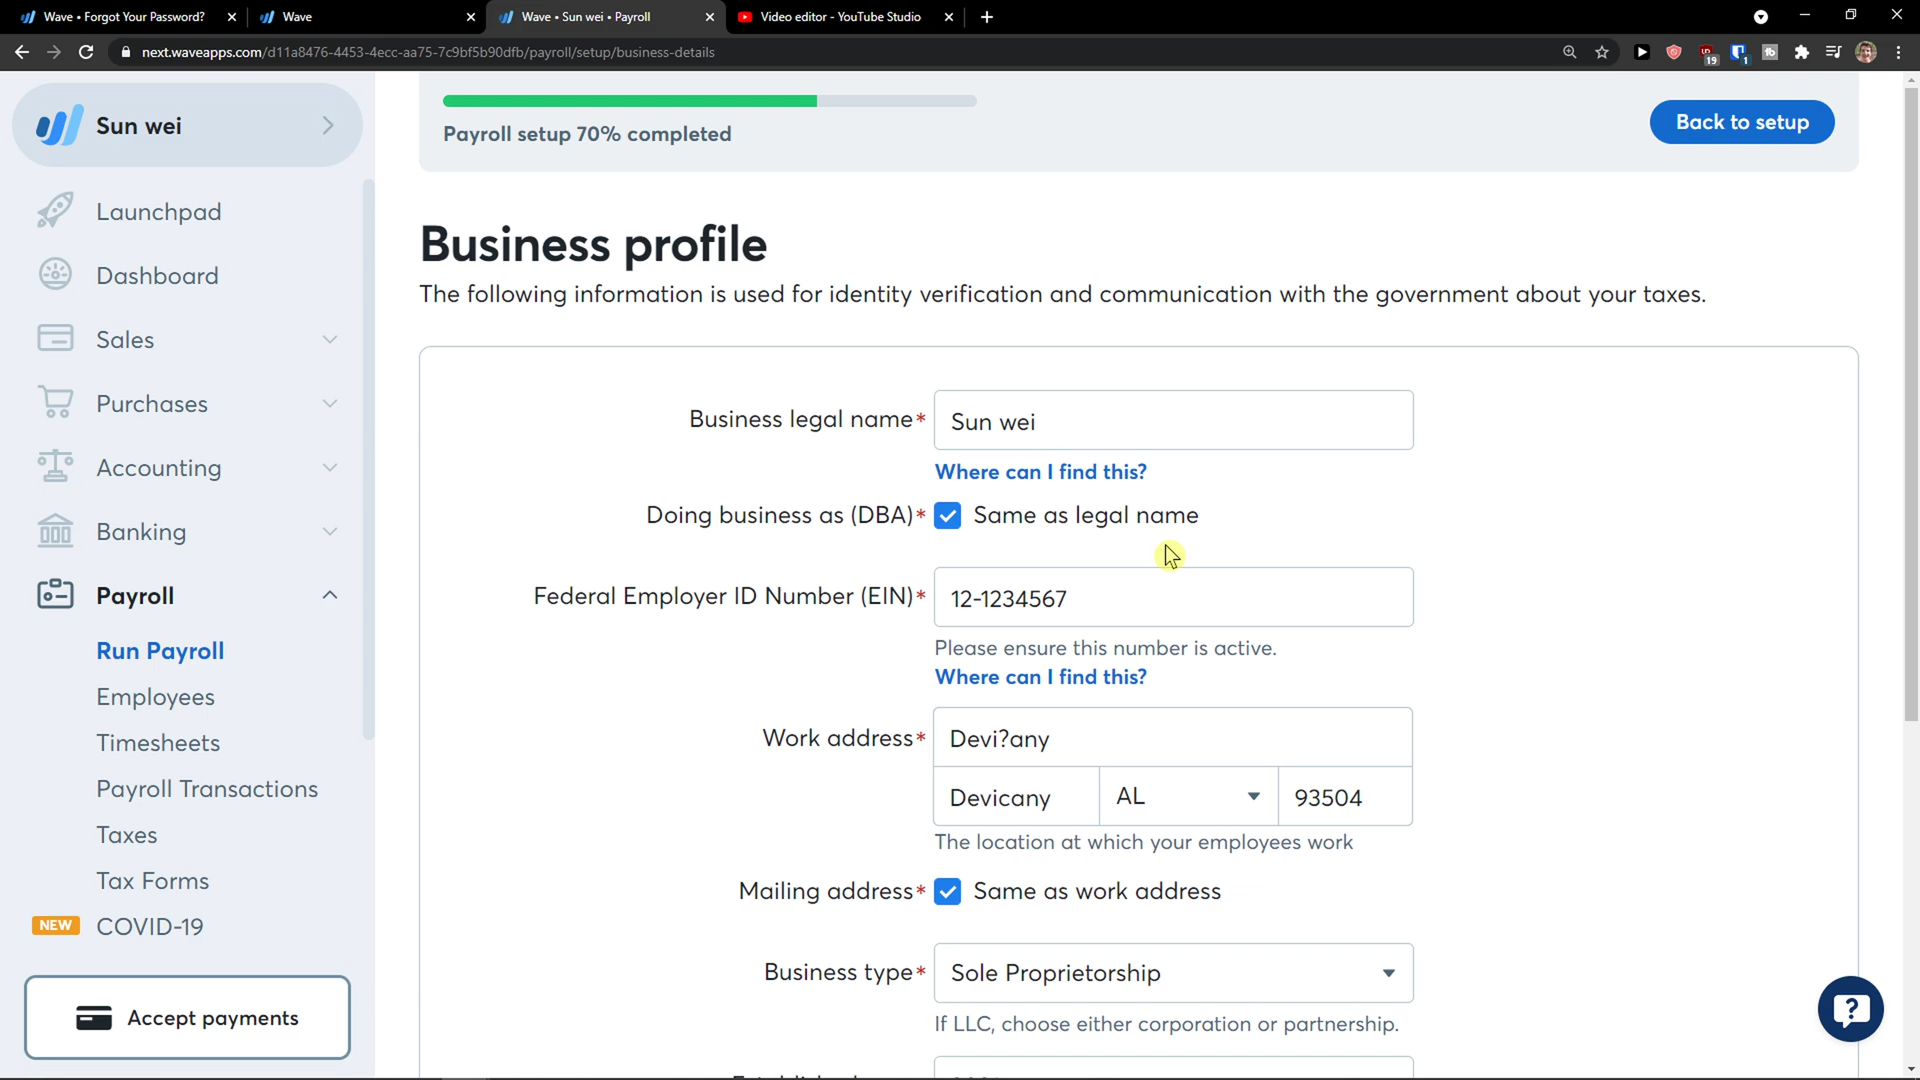 Wave • Forgot Your Password?
Wave
Wave • Sun wei • Payroll
Video editor - YouTube Studio
next.waveapps.com/d11a8476-4453-4ecc-aa75-7c9bf5b90dfb/payroll/setup/business-details
19
1
Sun wei
Launchpad
Dashboard
Sales
Purchases
Accounting
Banking
Payroll
Run Payroll
Employees
Timesheets
Payroll Transactions
Taxes
Tax Forms
NEW COVID-19
Accept payments
Payroll setup 70% completed
Back to setup
Business profile
The following information is used for identity verification and communication with the government about your taxes.
Business legal name* Sun wei
Where can I find this?
Doing business as (DBA)* Same as legal name
Federal Employer ID Number (EIN)* 12-1234567
Please ensure this number is active.
Where can I find this?
Work address* Devi?any
Devicany AL 93504
The location at which your employees work
Mailing address* Same as work address
Business type* Sole Proprietorship
If LLC, choose either corporation or partnership.